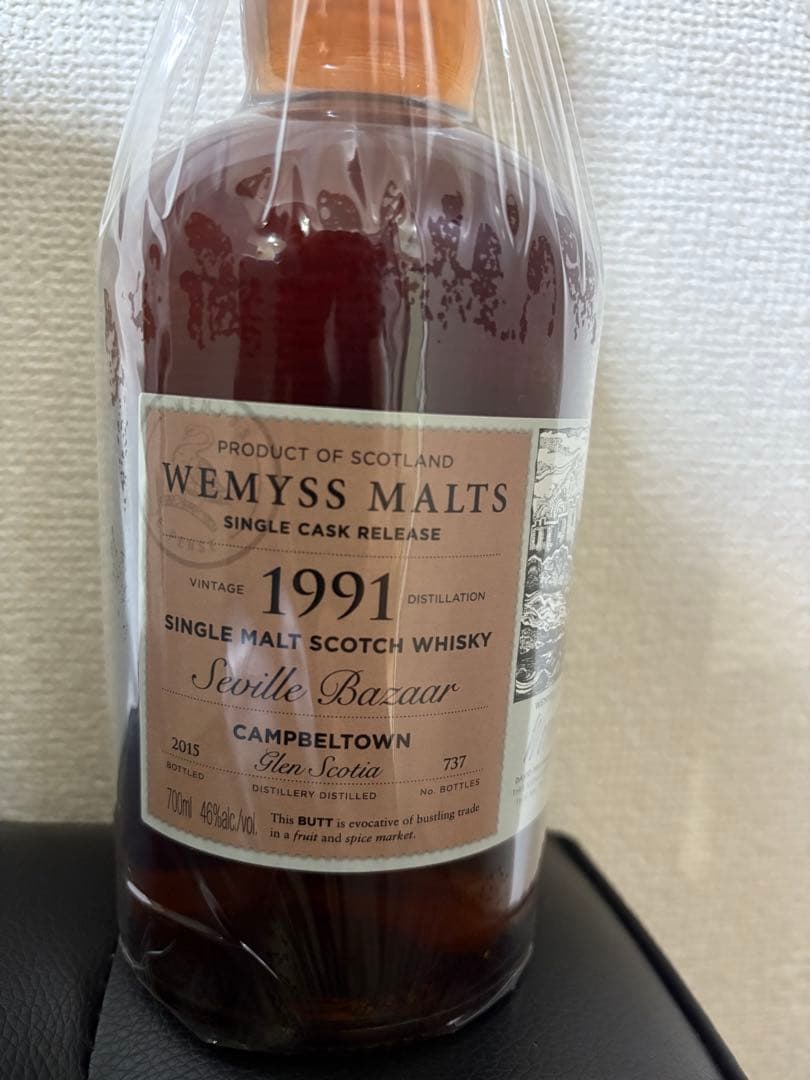 PRODUCT OF SCOTLAND
WEMYSS MALTS
SINGLE CASK RELEASE
VINTAGE 1991 DISTILLATION
SINGLE MALT SCOTCH WHISKY
Seville Bazaar
CAMPBELTOWN
2015 Glen Scotia 737
BOTTLED DISTILLERY DISTILLED No. BOTTLES
700ml 46%alc./vol.
This BUTT is evocative of bustling trade
in a fruit and spice market.